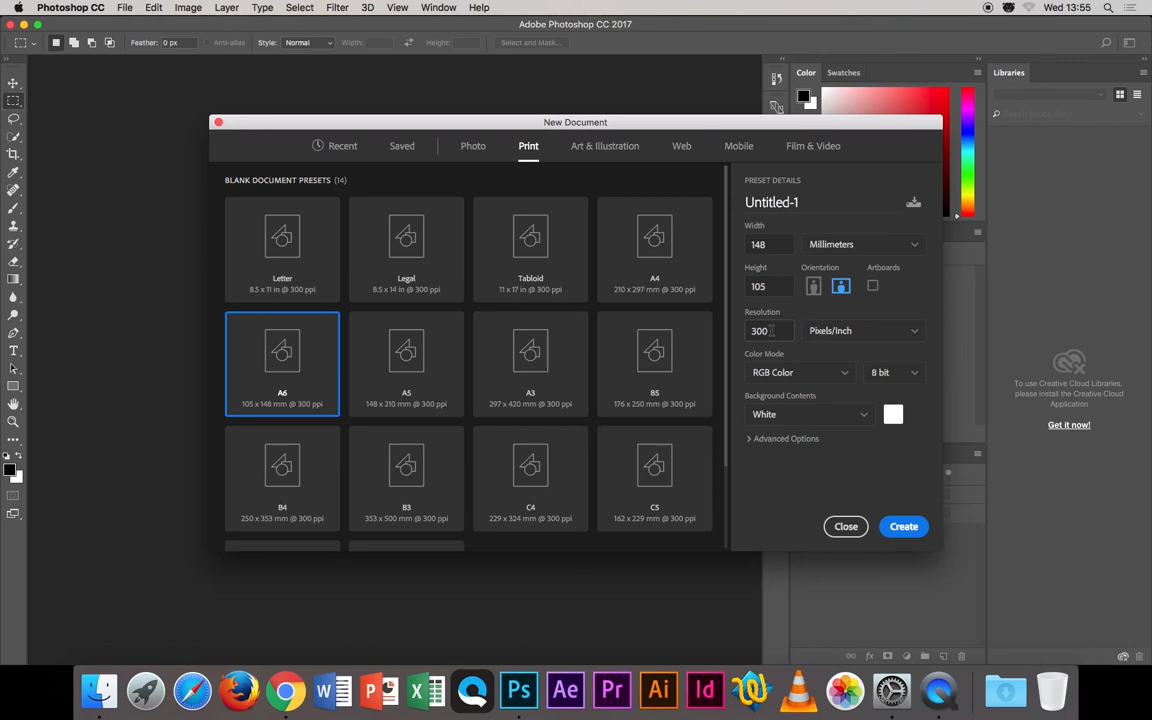 Photoshop CC File Edit Image Layer Type Select Filter 3D View Window Help Wed 13:55
Adobe Photoshop CC 2017
Feather: 0 px Anti-alias Style: Normal Width: Height: Select and Mask...
Color Swatches
Libraries
New Document
Recent Saved Photo Print Art & Illustration Web Mobile Film & Video
BLANK DOCUMENT PRESETS (14)
Letter
8.5 x 11 in @ 300 ppi
Legal
8.5 x 14 in @ 300 ppi
Tabloid
11 x 17 in @ 300 ppi
A4
210 x 297 mm @ 300 ppi
A6
105 x 148 mm @ 300 ppi
A5
148 x 210 mm @ 300 ppi
A3
297 x 420 mm @ 300 ppi
B5
176 x 250 mm @ 300 ppi
B4
250 x 353 mm @ 300 ppi
B3
353 x 500 mm @ 300 ppi
C4
229 x 324 mm @ 300 ppi
C5
162 x 229 mm @ 300 ppi
PRESET DETAILS
Untitled-1
Width
148 Millimeters
Height Orientation Artboards
105
Resolution
300 Pixels/Inch
Color Mode
RGB Color 8 bit
Background Contents
White
Advanced Options
Close Create
To use Creative Cloud Libraries,
please install the Creative Cloud
Application
Get it now!
fx
W P X Ps Ae Pr Ai Id